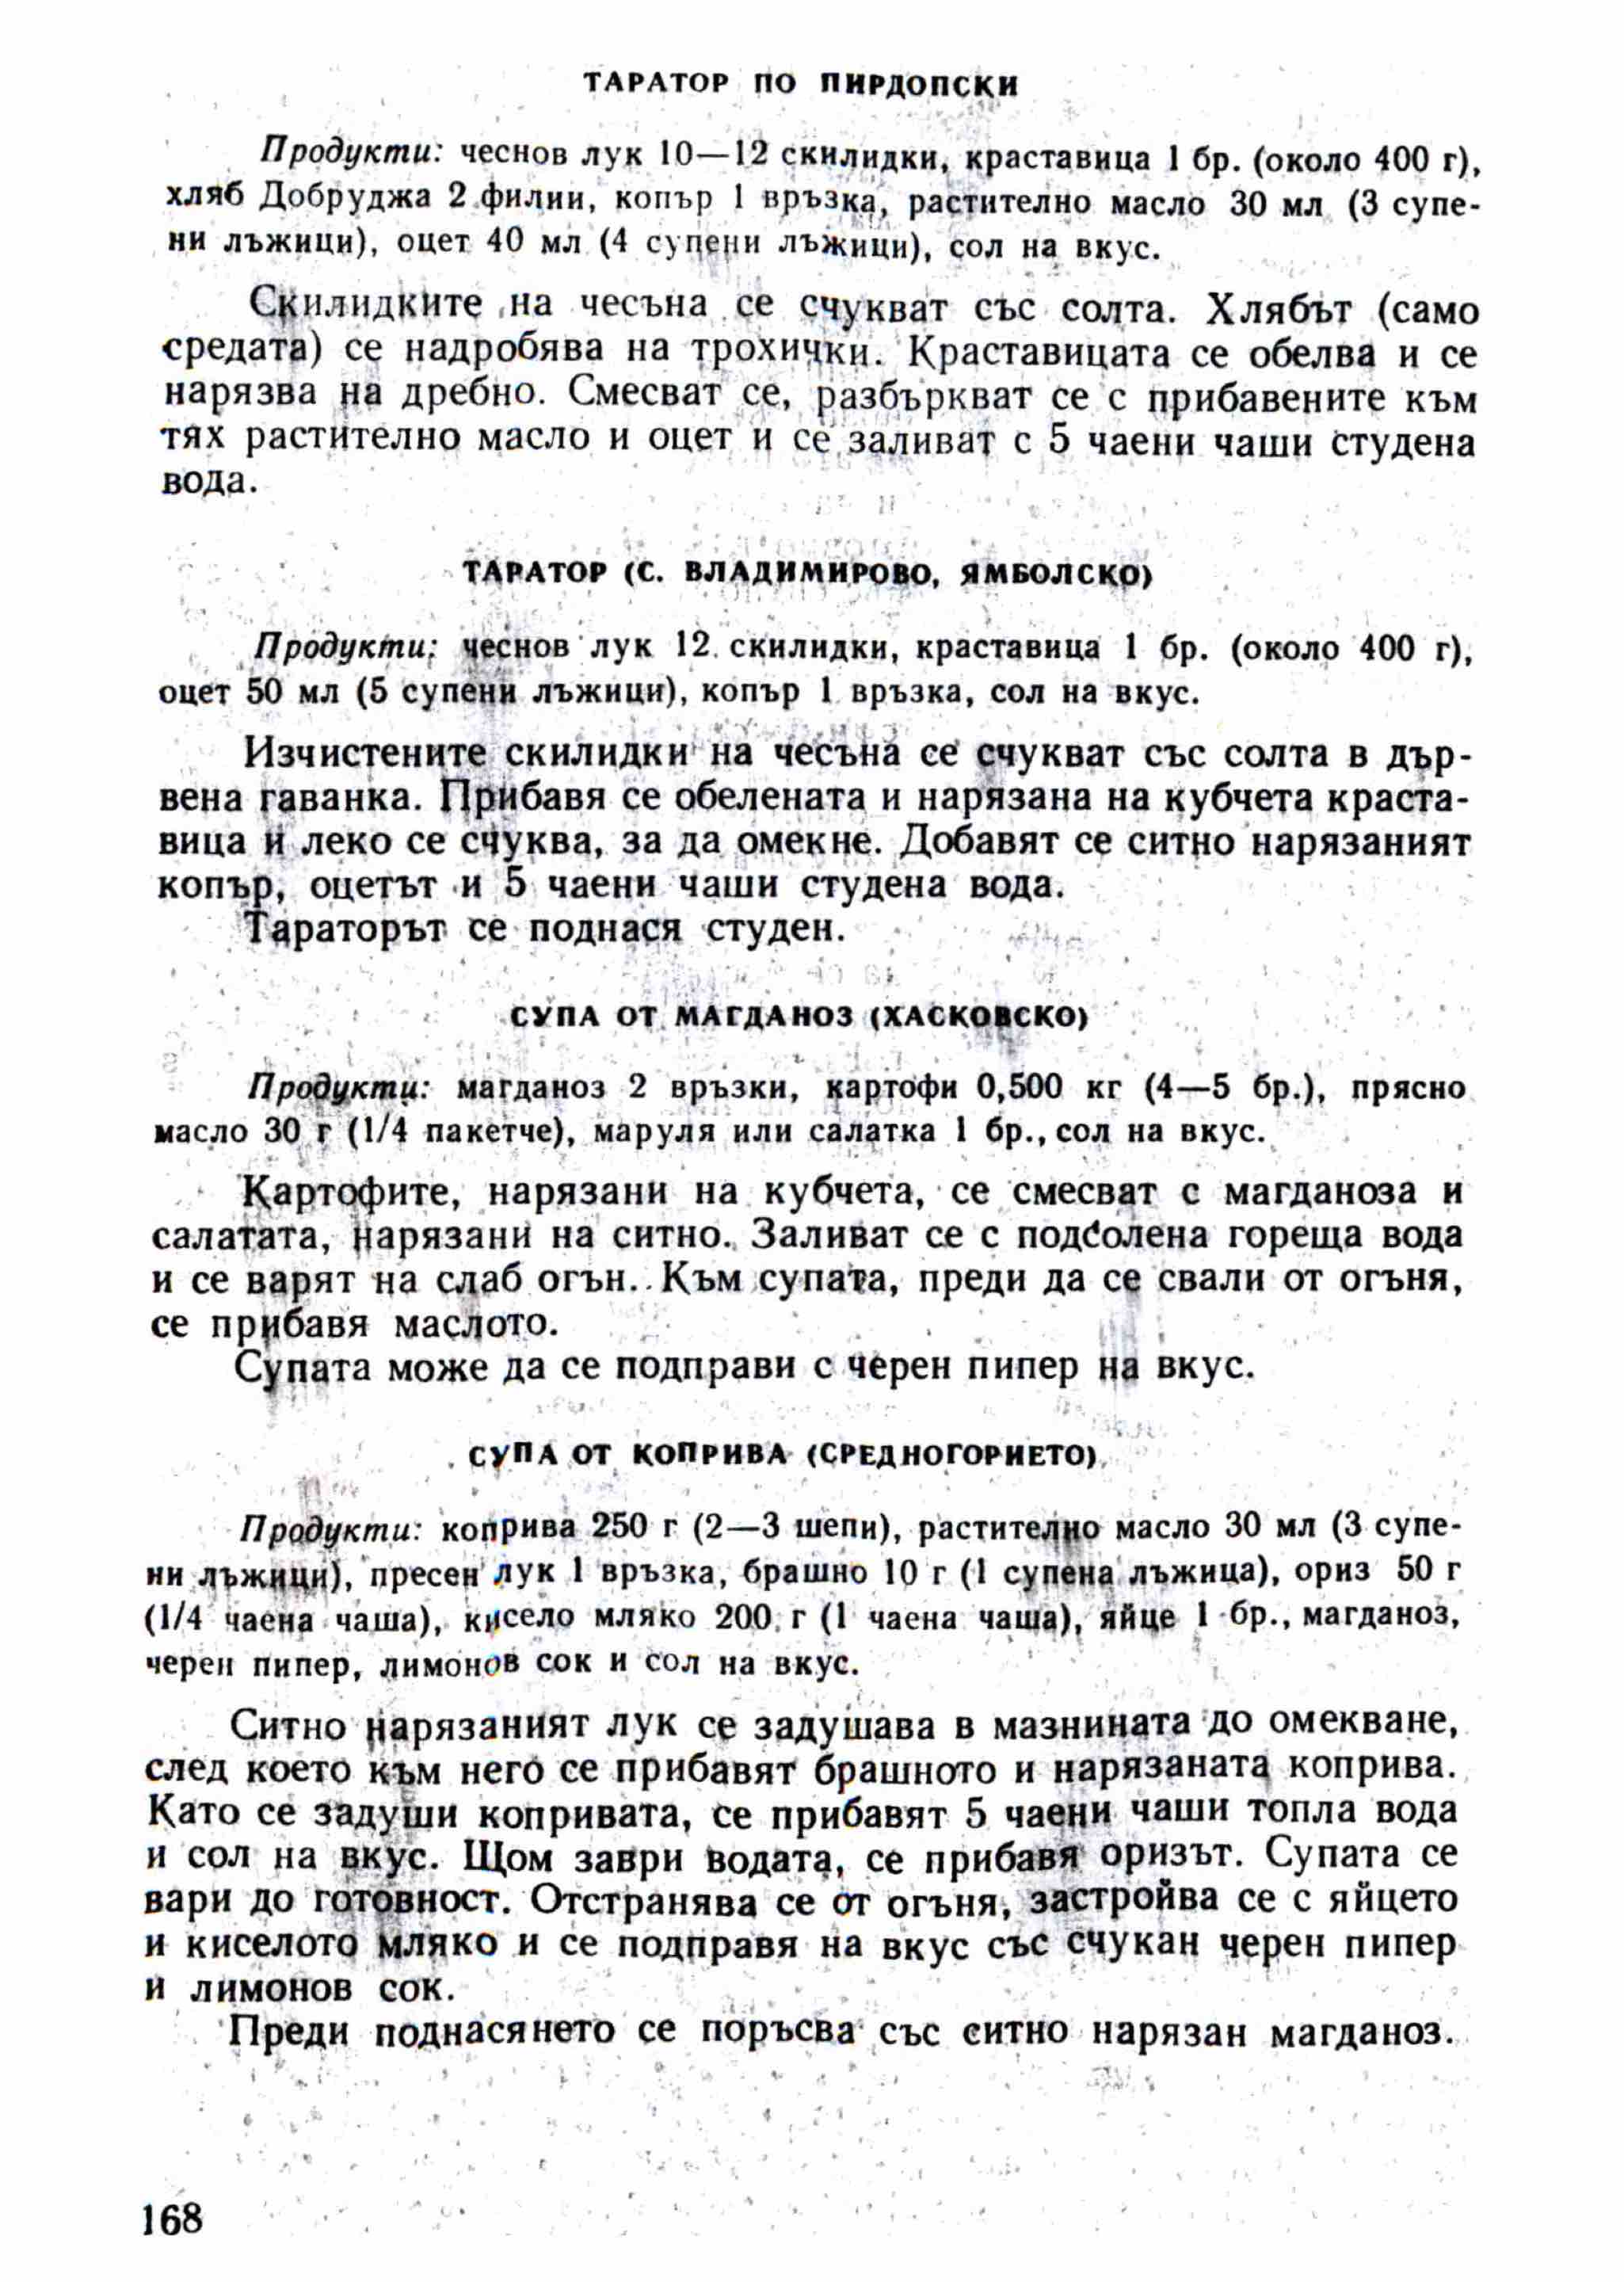 ТАРАТОР ПО ПИРДОПСКИ
Продукти: чеснов лук 10—12 скилидки, краставица 1 бр. (около 400 г),
хляб Добруджа 2 филии, копър 1 връзка, растително масло 30 мл (3 супе-
ни лъжици), оцет 40 мл (4 супени лъжици), сол на вкус.
Скилидките на чесъна се счукват със солта. Хлябът (само
средата) се надробява на трохички. Краставицата се обелва и се
нарязва на дребно. Смесват се, разбъркват се с прибавените към
тях растително масло и оцет и се заливат с 5 чаени чаши студена
вода.
ТАРАТОР (С. ВЛАДИМИРОВО, ЯМБОЛСКО)
Продукти: чеснов лук 12 скилидки, краставица 1 бр. (около 400 г),
оцет 50 мл (5 супени лъжици), копър 1 връзка, сол на вкус.
Изчистените скилидки на чесъна се счукват със солта в дър-
вена гаванка. Прибавя се обелената и нарязана на кубчета краста-
вица и леко се счуква, за да омекне. Добавят се ситно нарязаният
копър, оцетът и 5 чаени чаши студена вода.
Тараторът се поднася студен.
СУПА ОТ МАГДАНОЗ (ХАСКОВСКО)
Продукти: магданоз 2 връзки, картофи 0,500 кг (4—5 бр.), прясно
масло 30 г (1/4 пакетче), маруля или салатка 1 бр., сол на вкус.
Картофите, нарязани на кубчета, се смесват с магданоза и
салатата, нарязани на ситно. Заливат се с подсолена гореща вода
и се варят на слаб огън. Към супата, преди да се свали от огъня,
се прибавя маслото.
Супата може да се подправи с черен пипер на вкус.
СУПА ОТ КОПРИВА (СРЕДНОГОРИЕТО)
Продукти: коприва 250 г (2—3 шепи), растително масло 30 мл (3 супе-
ни лъжици), пресен лук 1 връзка, брашно 10 г (1 супена лъжица), ориз 50 г
(1/4 чаена чаша), кисело мляко 200 г (1 чаена чаша), яйце 1 бр., магданоз,
черен пипер, лимонов сок и сол на вкус.
Ситно нарязаният лук се задушава в мазнината до омекване,
след което към него се прибавят брашното и нарязаната коприва.
Като се задуши копривата, се прибавят 5 чаени чаши топла вода
и сол на вкус. Щом заври водата, се прибавя оризът. Супата се
вари до готовност. Отстранява се от огъня, застройва се с яйцето
и киселото мляко и се подправя на вкус със счукан черен пипер
и лимонов сок.
Преди поднасянето се поръсва със ситно нарязан магданоз.
168